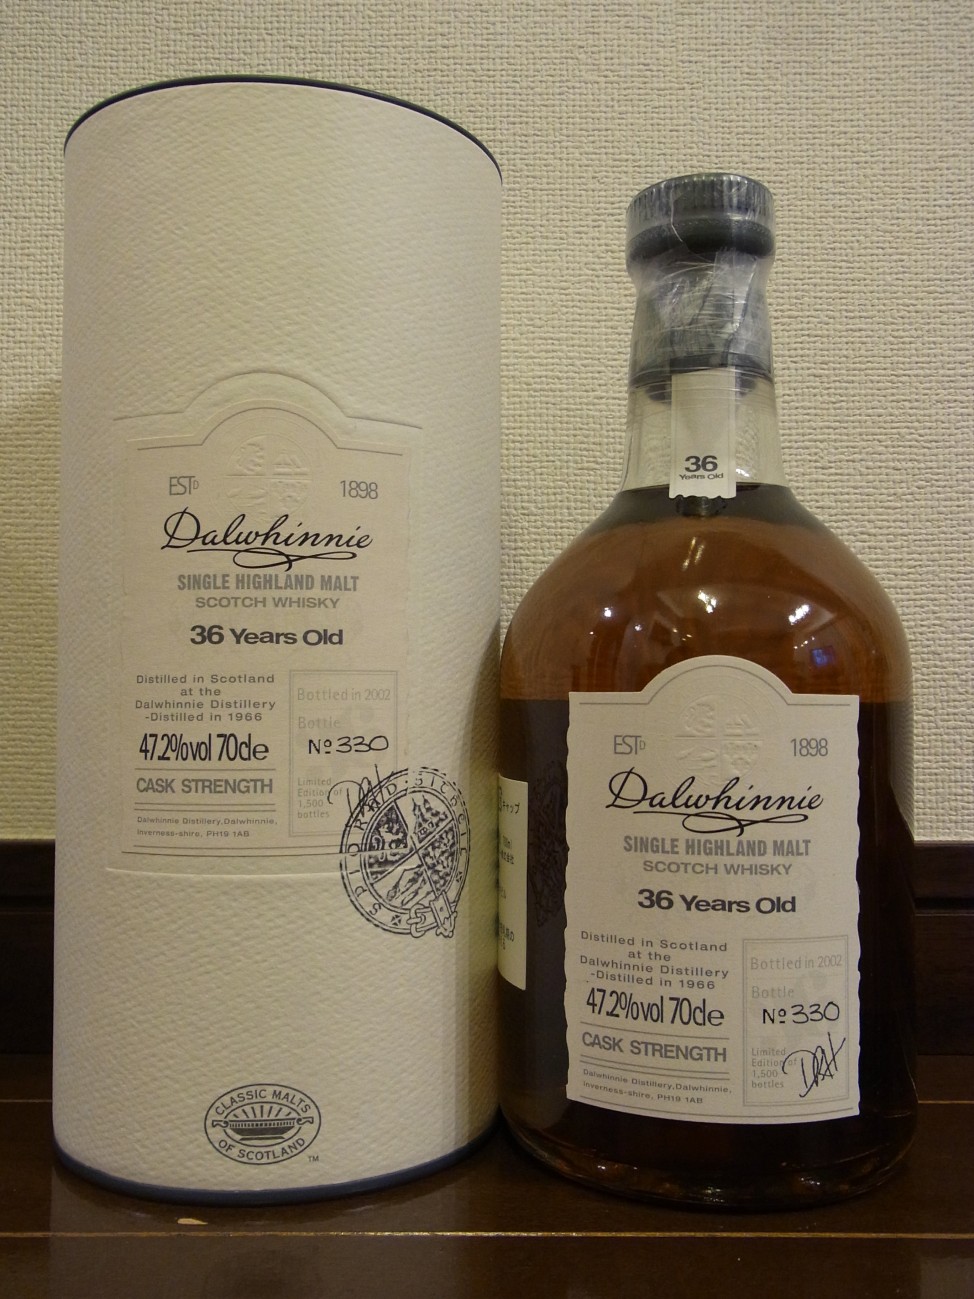 ESTD 1898
Dalwhinnie
SINGLE HIGHLAND MALT
SCOTCH WHISKY
36 Years Old
Distilled in Scotland
at the
Dalwhinnie Distillery
-Distilled in 1966
47.2%vol 70cle
CASK STRENGTH
Dalwhinnie Distillery,Dalwhinnie,
Inverness-shire, PH19 1AB
Bottled in 2002
Bottle
No 330
Limited
Edition of
1,500
bottles
CLASSIC MALTS
OF SCOTLAND
TM
36
Years Old
ESTD 1898
Dalwhinnie
SINGLE HIGHLAND MALT
SCOTCH WHISKY
36 Years Old
Distilled in Scotland
at the
Dalwhinnie Distillery
-Distilled in 1966
47.2%vol 70cle
CASK STRENGTH
Dalwhinnie Distillery,Dalwhinnie,
Inverness-shire, PH19 1AB
Bottled in 2002
Bottle
No 330
Limited
Edition of
1,500
bottles